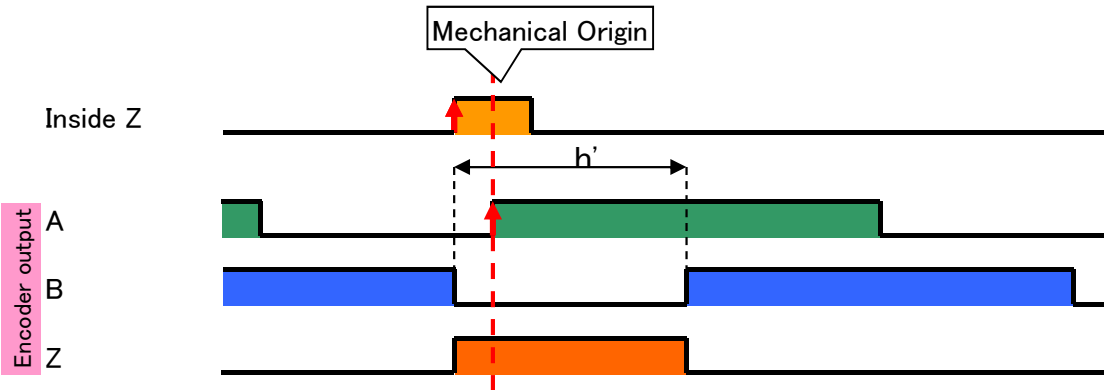 Mechanical Origin
Inside Z
h'
Encoder output
A
B
Z